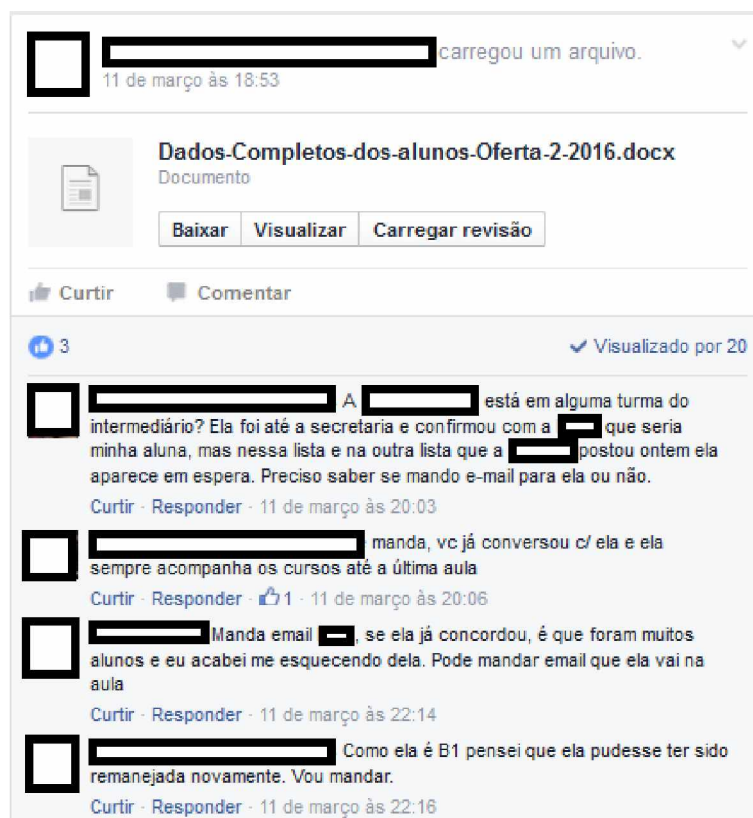 carregou um arquivo.
11 de março às 18:53
Dados-Completos-dos-alunos-Oferta-2-2016.docx
Documento
Baixar Visualizar Carregar revisão
Curtir Comentar
3 Visualizado por 20
A está em alguma turma do
intermediário? Ela foi até a secretaria e confirmou com a que seria
minha aluna, mas nessa lista e na outra lista que a postou ontem ela
aparece em espera. Preciso saber se mando e-mail para ela ou não.
Curtir · Responder · 11 de março às 20:03
manda, vc já conversou c/ ela e ela
sempre acompanha os cursos até a última aula
Curtir · Responder · 1 · 11 de março às 20:06
Manda email , se ela já concordou, é que foram muitos
alunos e eu acabei me esquecendo dela. Pode mandar email que ela vai na
aula
Curtir · Responder · 11 de março às 22:14
Como ela é B1 pensei que ela pudesse ter sido
remanejada novamente. Vou mandar.
Curtir · Responder · 11 de março às 22:16